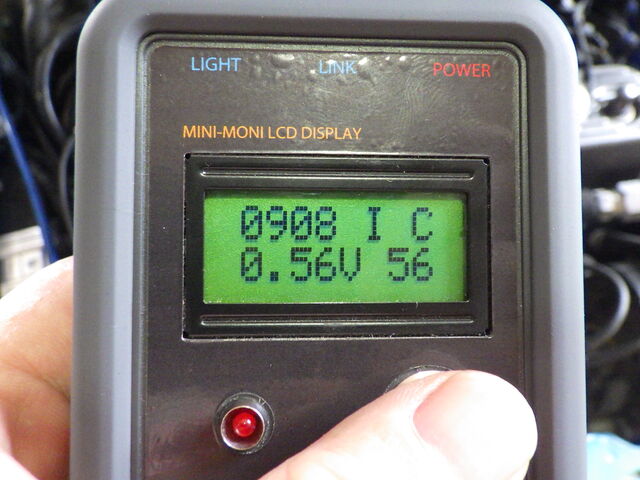 LIGHT LINK POWER
MINI-MONI LCD DISPLAY
0908 I C
0.56V 56